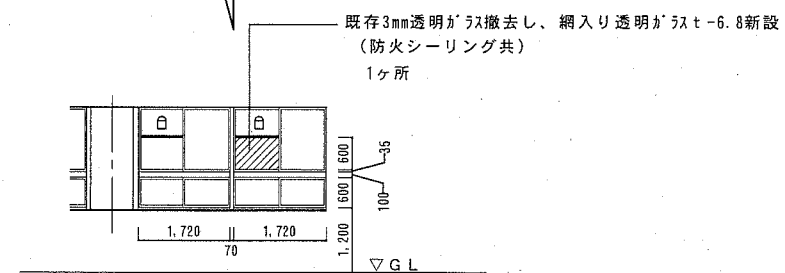 既存3mm透明ガラス撤去し、網入り透明ガラスt-6.8新設
(防火シーリング共)
1ヶ所
600
35
600
100
1,720
1,720
70
1,200
▽GL